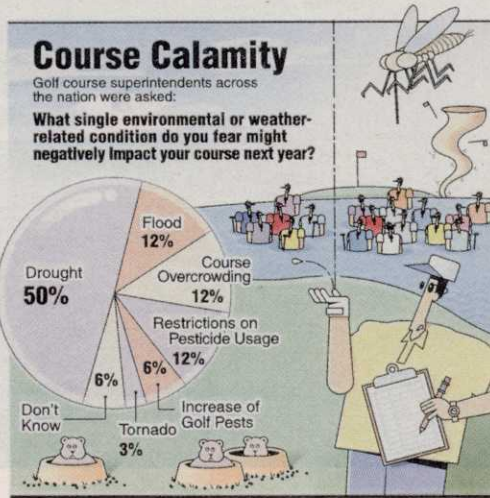 Course Calamity
Golf course superintendents across
the nation were asked:
What single environmental or weather-
related condition do you fear might
negatively impact your course next year?
Flood
12%
Course
Overcrowding
12%
Restrictions on
Pesticide Usage
12%
Increase of
Golf Pests
6%
Tornado
3%
Don't
Know
6%
Drought
50%